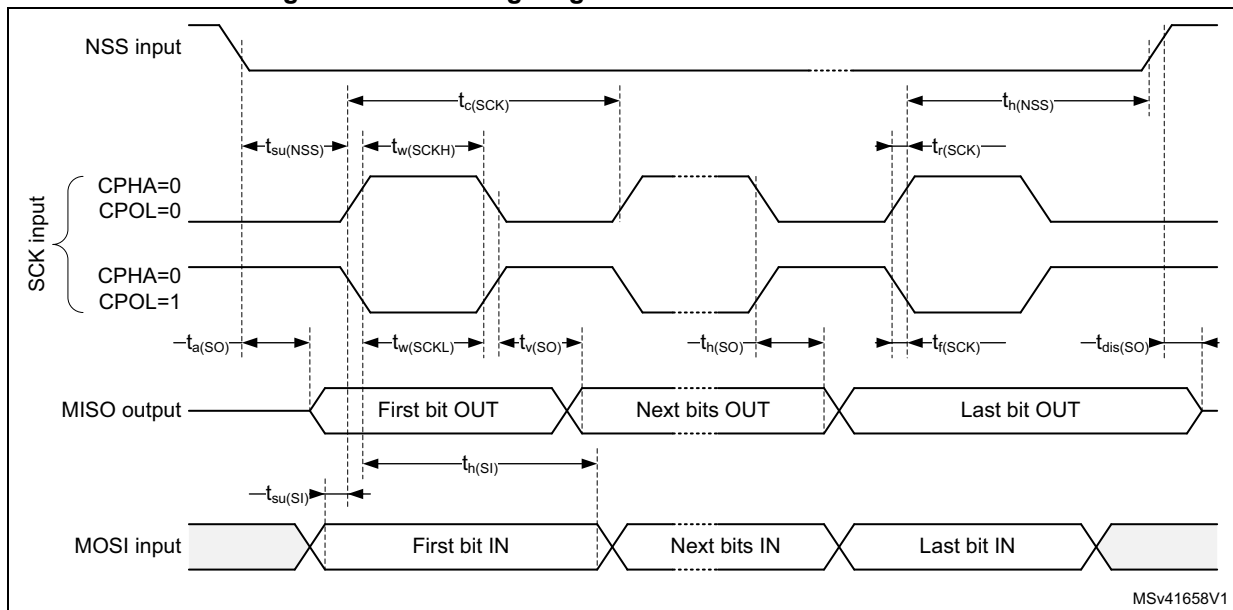 NSS input
tc(SCK)
th(NSS)
tsu(NSS)
tw(SCKH)
tr(SCK)
SCK input
CPHA=0
CPOL=0
CPHA=0
CPOL=1
ta(SO)
tw(SCKL)
tv(SO)
th(SO)
tf(SCK)
tdis(SO)
MISO output
First bit OUT
Next bits OUT
Last bit OUT
th(SI)
tsu(SI)
MOSI input
First bit IN
Next bits IN
Last bit IN
MSv41658V1